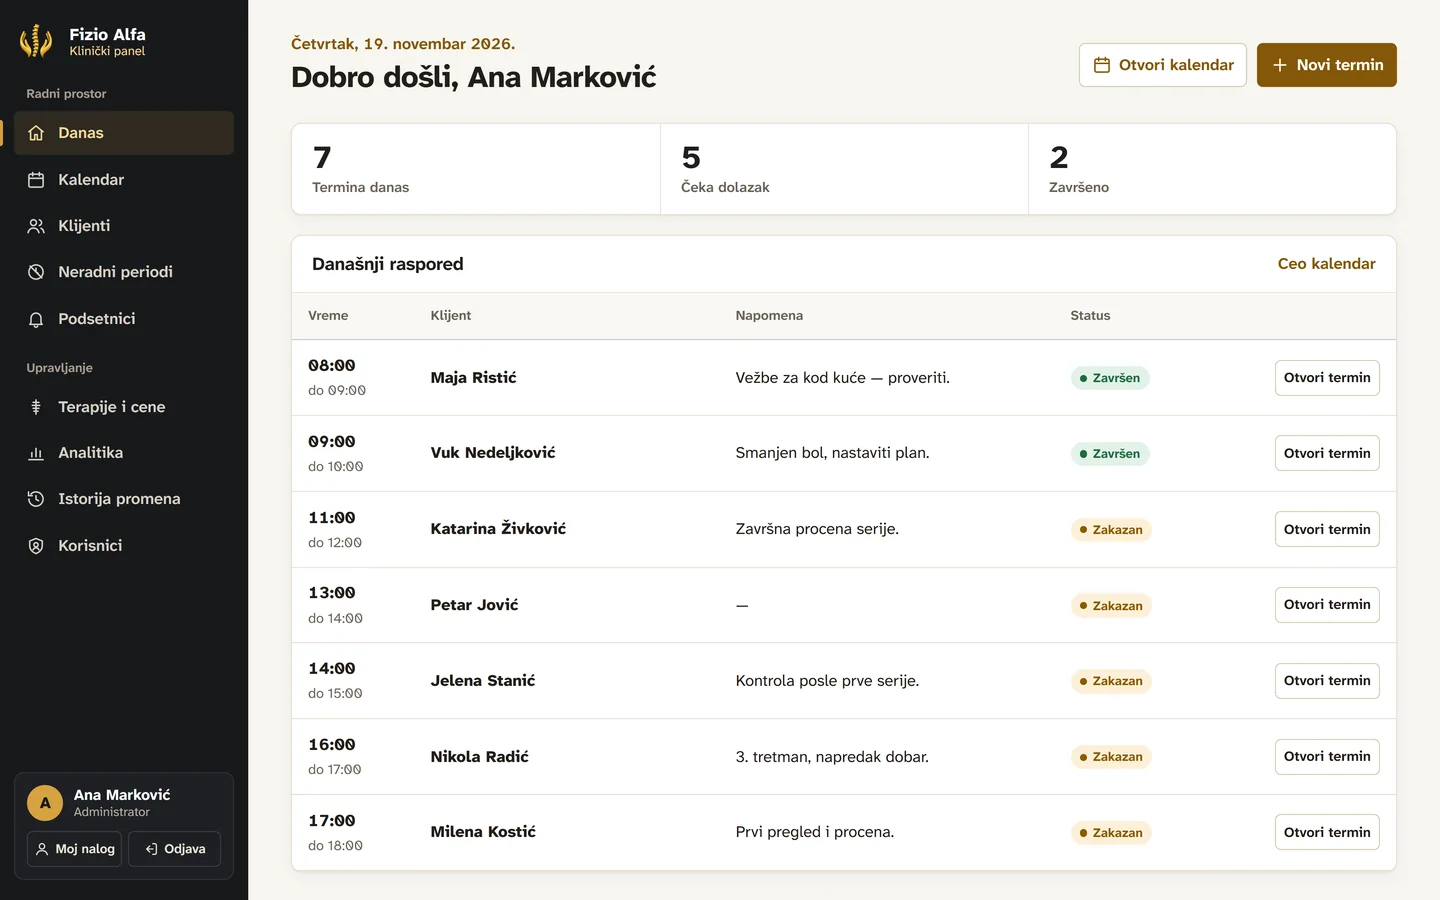 Fizio Alfa
Klinički panel
Radni prostor
Danas
Kalendar
Klijenti
Neradni periodi
Podsetnici
Upravljanje
Terapije i cene
Analitika
Istorija promena
Korisnici
A
Ana Marković
Administrator
Moj nalog
Odjava
Četvrtak, 19. novembar 2026.
Dobro došli, Ana Marković
Otvori kalendar
Novi termin
7
Termina danas
5
Čeka dolazak
2
Završeno
Današnji raspored
Ceo kalendar
Vreme Klijent Napomena Status
08:00
do 09:00
Maja Ristić
Vežbe za kod kuće — proveriti.
Završen
Otvori termin
09:00
do 10:00
Vuk Nedeljković
Smanjen bol, nastaviti plan.
Završen
Otvori termin
11:00
do 12:00
Katarina Živković
Završna procena serije.
Zakazan
Otvori termin
13:00
do 14:00
Petar Jović
—
Zakazan
Otvori termin
14:00
do 15:00
Jelena Stanić
Kontrola posle prve serije.
Zakazan
Otvori termin
16:00
do 17:00
Nikola Radić
3. tretman, napredak dobar.
Zakazan
Otvori termin
17:00
do 18:00
Milena Kostić
Prvi pregled i procena.
Zakazan
Otvori termin